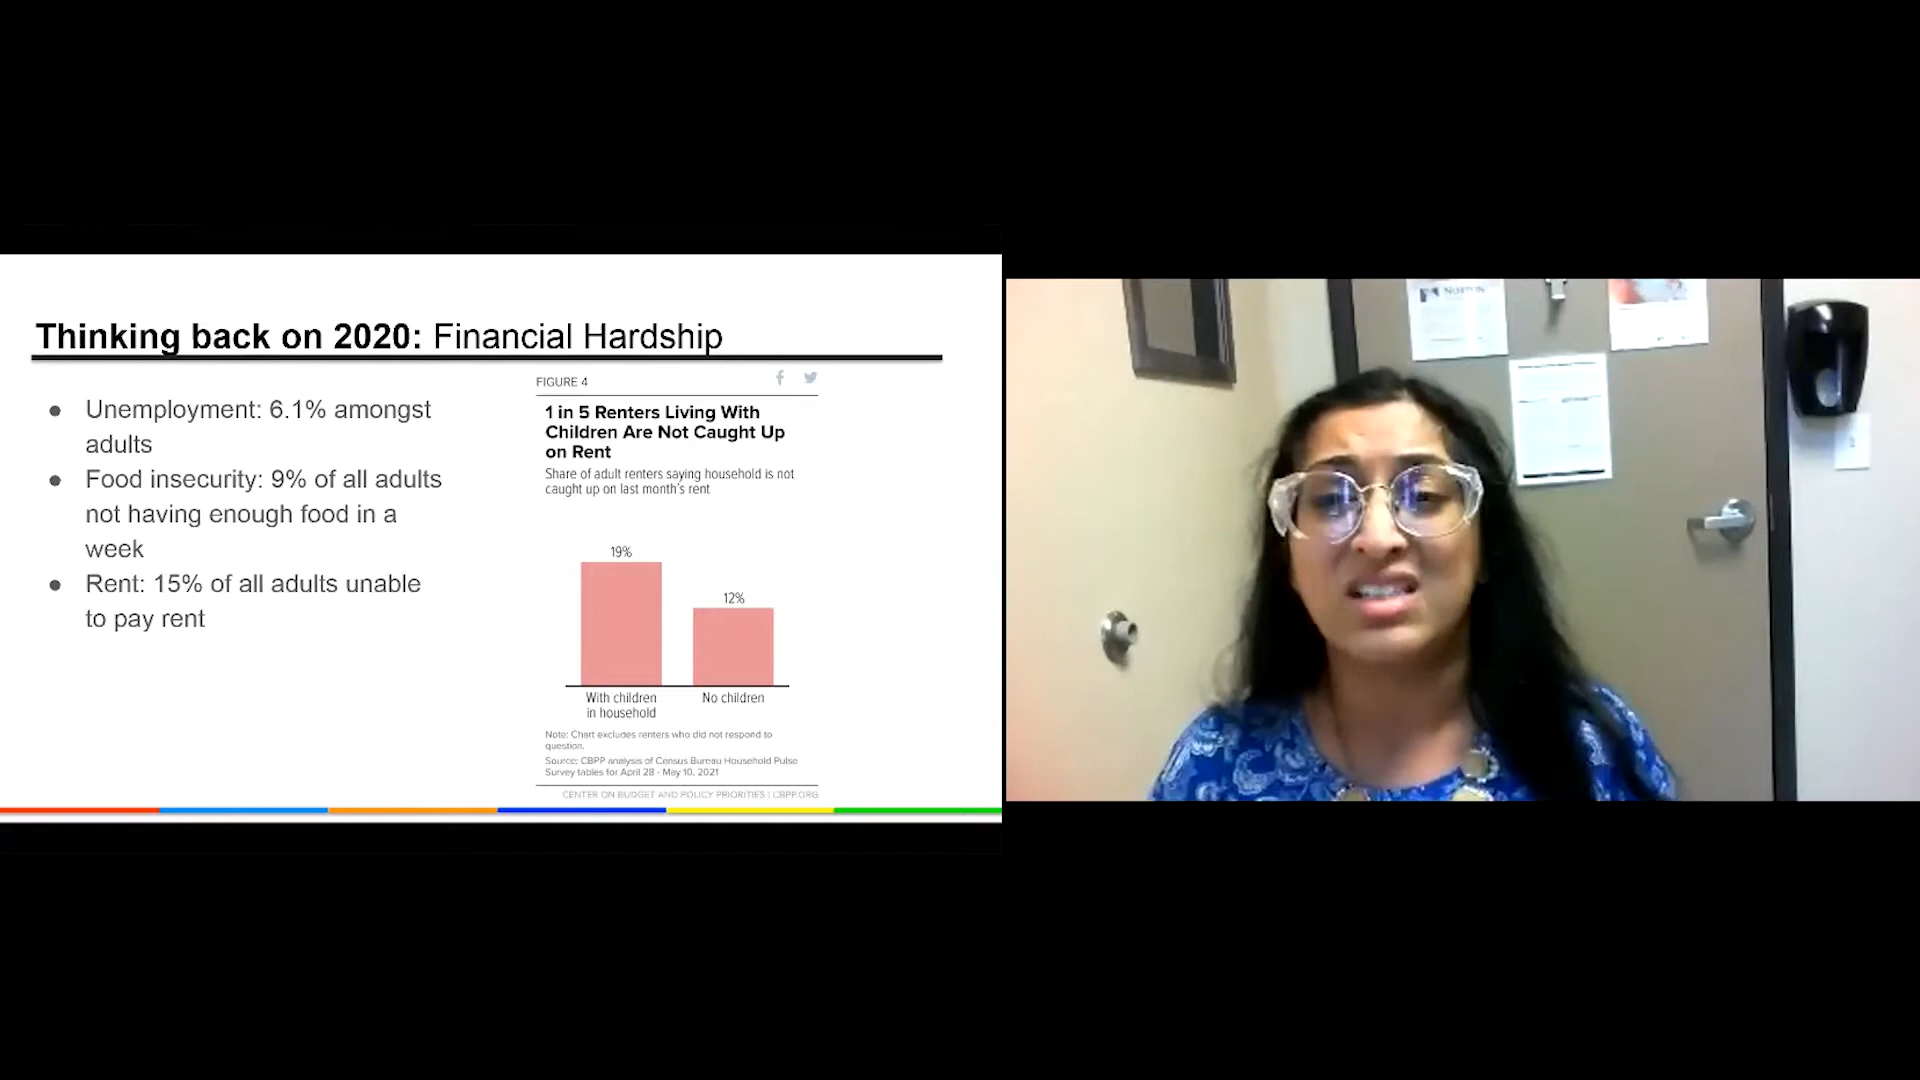 Thinking back on 2020: Financial Hardship
● Unemployment: 6.1% amongst
adults
● Food insecurity: 9% of all adults
not having enough food in a
week
● Rent: 15% of all adults unable
to pay rent
FIGURE 4
1 in 5 Renters Living With
Children Are Not Caught Up
on Rent
Share of adult renters saying household is not
caught up on last month's rent
19%
12%
With children
in household
No children
Note: Chart excludes renters who did not respond to
question.
Source: CBPP analysis of Census Bureau Household Pulse
Survey tables for April 28 - May 10, 2021
CENTER ON BUDGET AND POLICY PRIORITIES | CBPP.ORG
NORTON